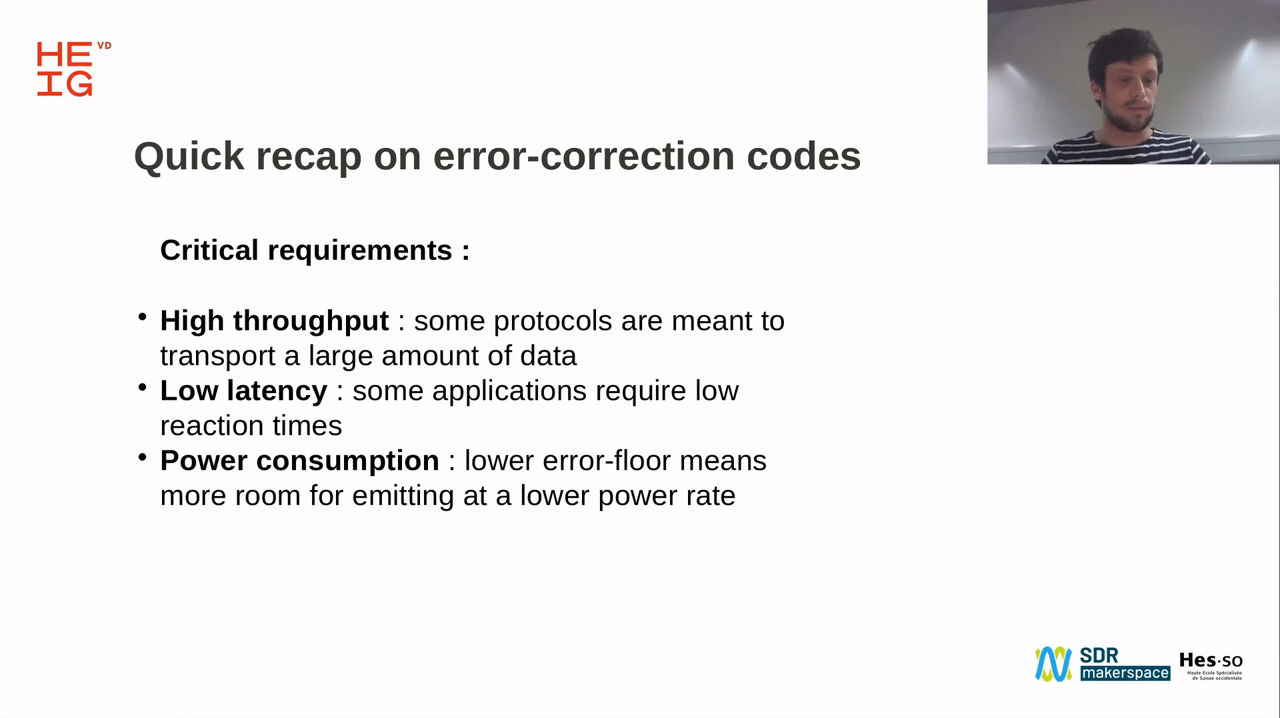 HE VD
IG
Quick recap on error-correction codes
Critical requirements :
• High throughput : some protocols are meant to
transport a large amount of data
• Low latency : some applications require low
reaction times
• Power consumption : lower error-floor means
more room for emitting at a lower power rate
SDR
makerspace
Hes·so
Haute Ecole Spécialisée
de Suisse occidentale